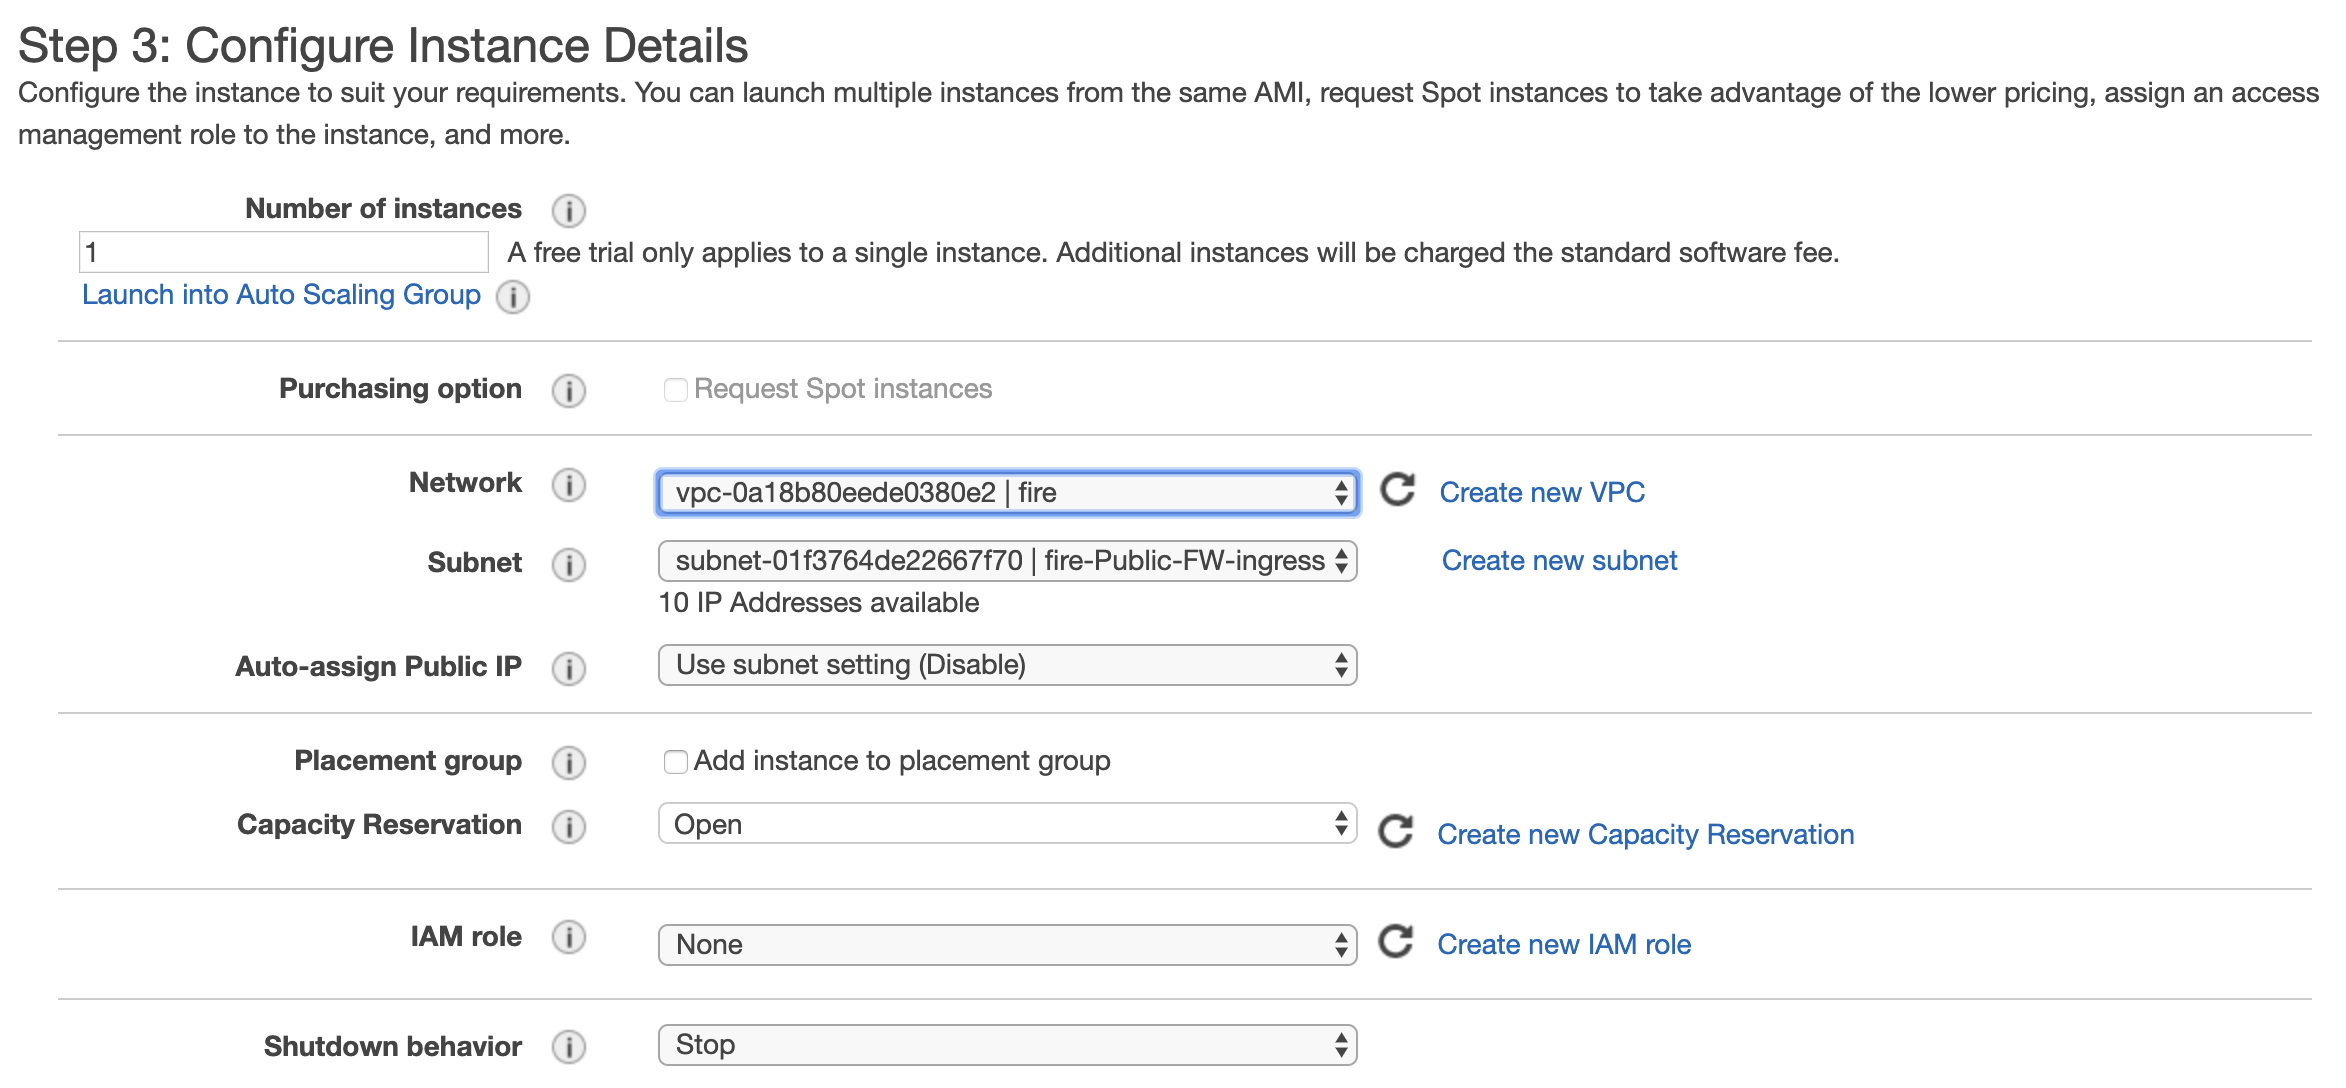 Step 3: Configure Instance Details
Configure the instance to suit your requirements. You can launch multiple instances from the same AMI, request Spot instances to take advantage of the lower pricing, assign an access
management role to the instance, and more.
Number of instances
1 A free trial only applies to a single instance. Additional instances will be charged the standard software fee.
Launch into Auto Scaling Group
Purchasing option Request Spot instances
Network vpc-0a18b80eede0380e2 | fire Create new VPC
Subnet subnet-01f3764de22667f70 | fire-Public-FW-ingress Create new subnet
10 IP Addresses available
Auto-assign Public IP Use subnet setting (Disable)
Placement group Add instance to placement group
Capacity Reservation Open Create new Capacity Reservation
IAM role None Create new IAM role
Shutdown behavior Stop